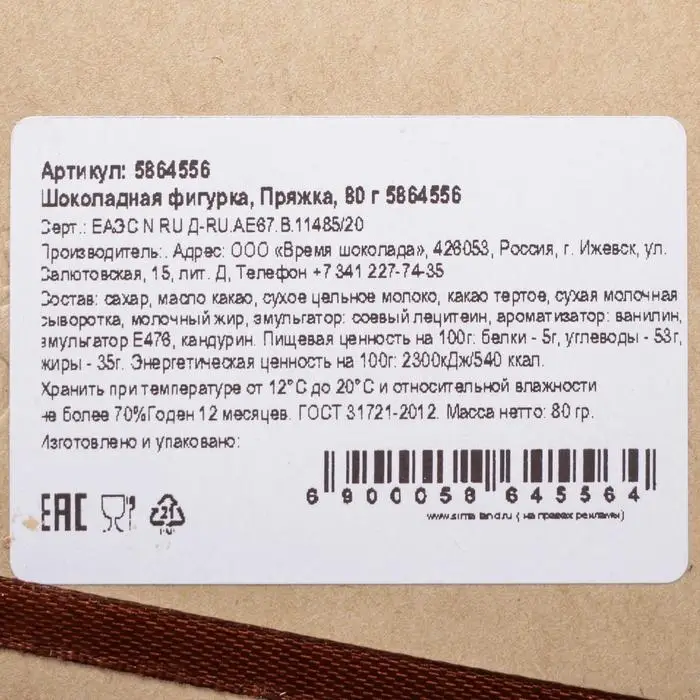 Артикул: 5864556
Шоколадная фигурка, Пряжка, 80 г 5864556
Серт.: ЕАЭС N RU Д-RU.АЕ67.В.11485/20
Производитель:. Адрес: ООО «Время шоколада», 426053, Россия, г. Ижевск, ул.
Залютовская, 15, лит. Д, Телефон +7 341 227-74-35
Состав: сахар, масло какао, сухое цельное молоко, какао тертое, сухая молочная
сыворотка, молочный жир, эмульгатор: соевый лецитеин, ароматизатор: ванилин,
эмульгатор Е476, кандурин. Пищевая ценность на 100г: белки - 5г, углеводы - 53г,
жиры - 35г. Энергетическая ценность на 100г: 2300кДж/540 ккал.
Хранить при температуре от 12°С до 20°С и относительной влажности
не более 70%Годен 12 месяцев. ГОСТ 31721-2012. Масса нетто: 80 гр.
Изготовлено и упаковано:
6 900058 645564
www.sima-land.ru ( на правах рекламы)
ЕАС
21